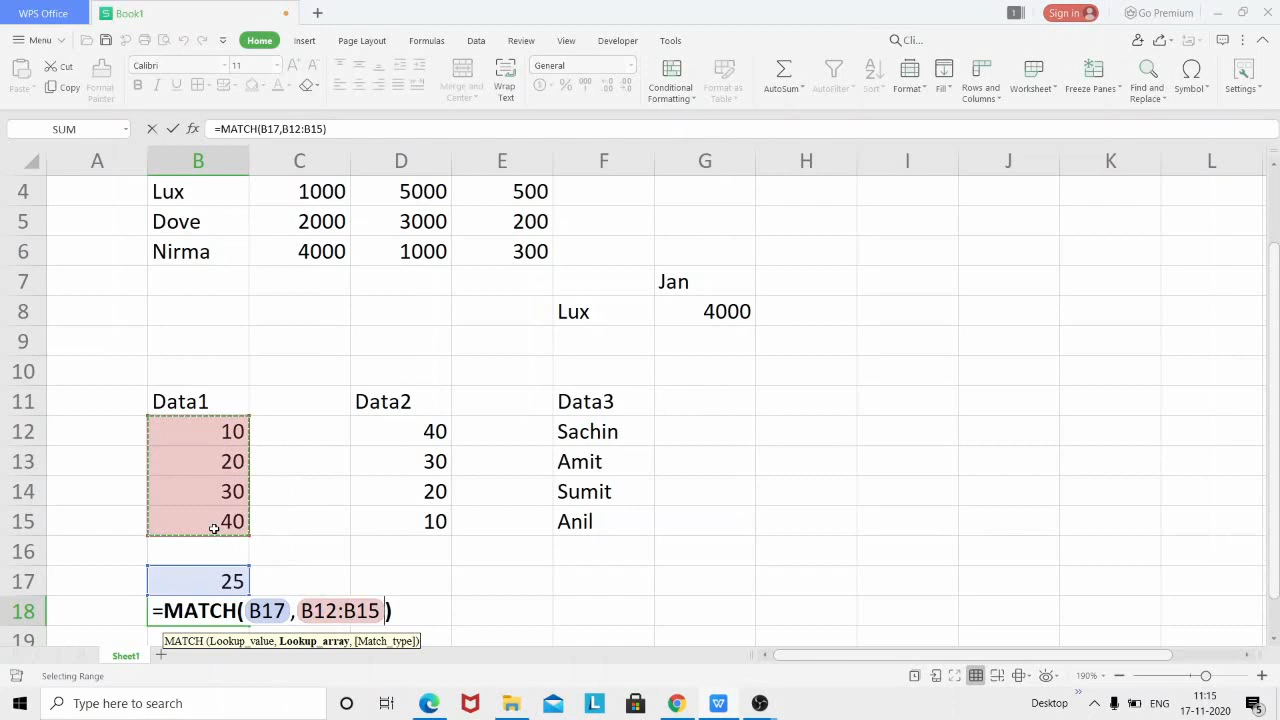 WPS Office
S Book1
+
1
Sign in
Go Premium
Menu
Home
Insert
Page Layout
Formulas
Data
Review
View
Developer
Tools
Cli...
Paste
Cut
Copy
Format Painter
Calibri
11
B I U
Merge and Center
Wrap Text
General
Conditional Formatting
Format as Table
AutoSum
AutoFilter
Sort
Format
Fill
Rows and Columns
Worksheet
Freeze Panes
Find and Replace
Symbol
Settings
SUM
fx
=MATCH(B17,B12:B15)
A B C D E F G H I J K L
4 Lux 1000 5000 500
5 Dove 2000 3000 200
6 Nirma 4000 1000 300
7 Jan
8 Lux 4000
9
10
11 Data1 Data2 Data3
12 10 40 Sachin
13 20 30 Amit
14 30 20 Sumit
15 40 10 Anil
16
17 25
18 =MATCH( B17 , B12:B15 )
19
MATCH (Lookup_value, Lookup_array, [Match_type])
Sheet1
Selecting Range
190%
Type here to search
Desktop
ENG
11:15
17-11-2020
5